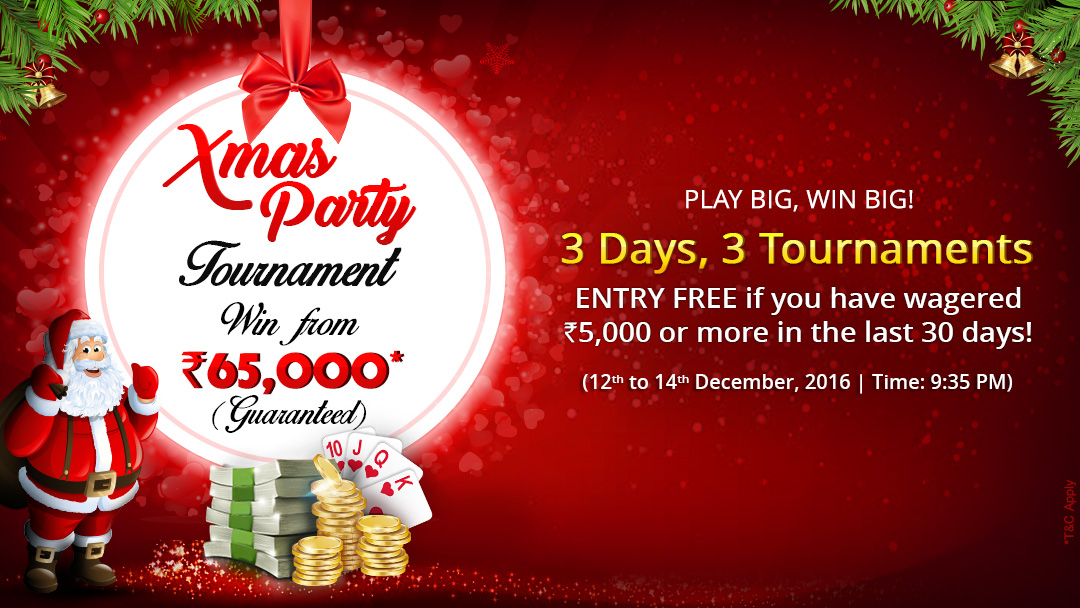 Xmas
Party
Tournament
Win from
₹65,000*
(Guaranteed)
10 J Q K
PLAY BIG, WIN BIG!
3 Days, 3 Tournaments
ENTRY FREE if you have wagered
₹5,000 or more in the last 30 days!
(12th to 14th December, 2016 | Time: 9:35 PM)
*T&C Apply